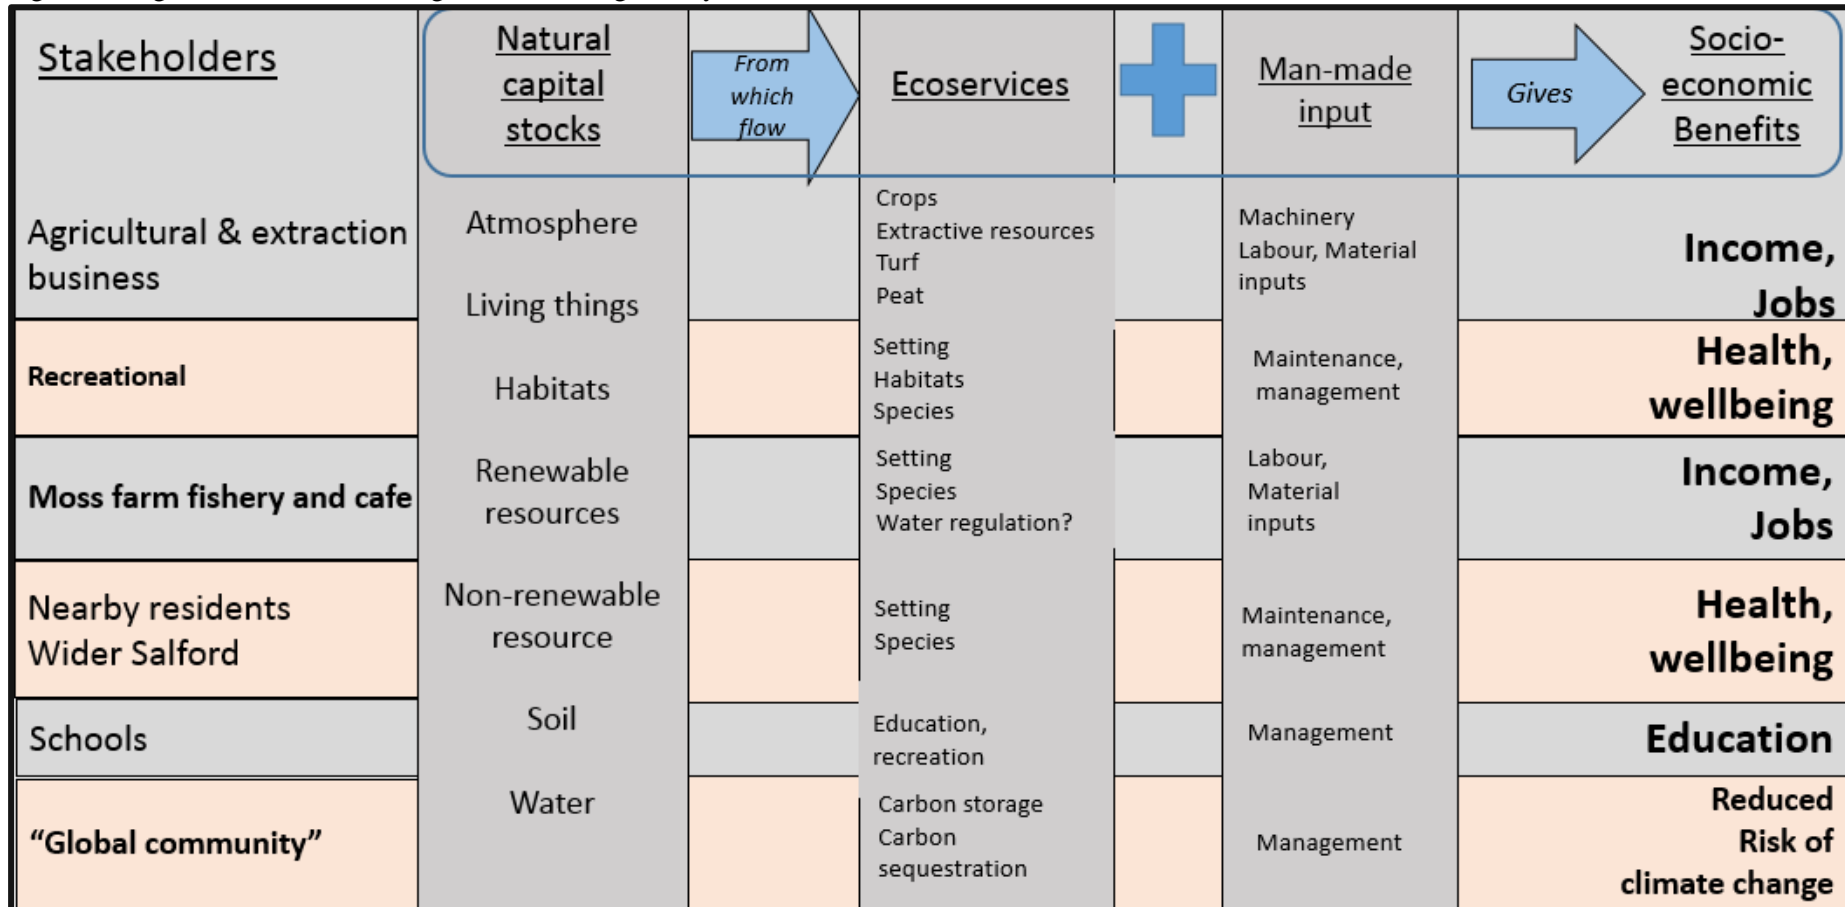 Stakeholders
Natural
capital
stocks
From
which
flow
Ecoservices
Man-made
input
Gives
Socio-
economic
Benefits
Agricultural & extraction
business
Atmosphere
Living things
Habitats
Renewable
resources
Non-renewable
resource
Soil
Water
Crops
Extractive resources
Turf
Peat
Machinery
Labour, Material
inputs
Income,
Jobs
Recreational
Setting
Habitats
Species
Maintenance,
management
Health,
wellbeing
Moss farm fishery and cafe
Setting
Species
Water regulation?
Labour,
Material
inputs
Income,
Jobs
Nearby residents
Wider Salford
Setting
Species
Maintenance,
management
Health,
wellbeing
Schools
Education,
recreation
Management
Education
“Global community”
Carbon storage
Carbon
sequestration
Management
Reduced
Risk of
climate change